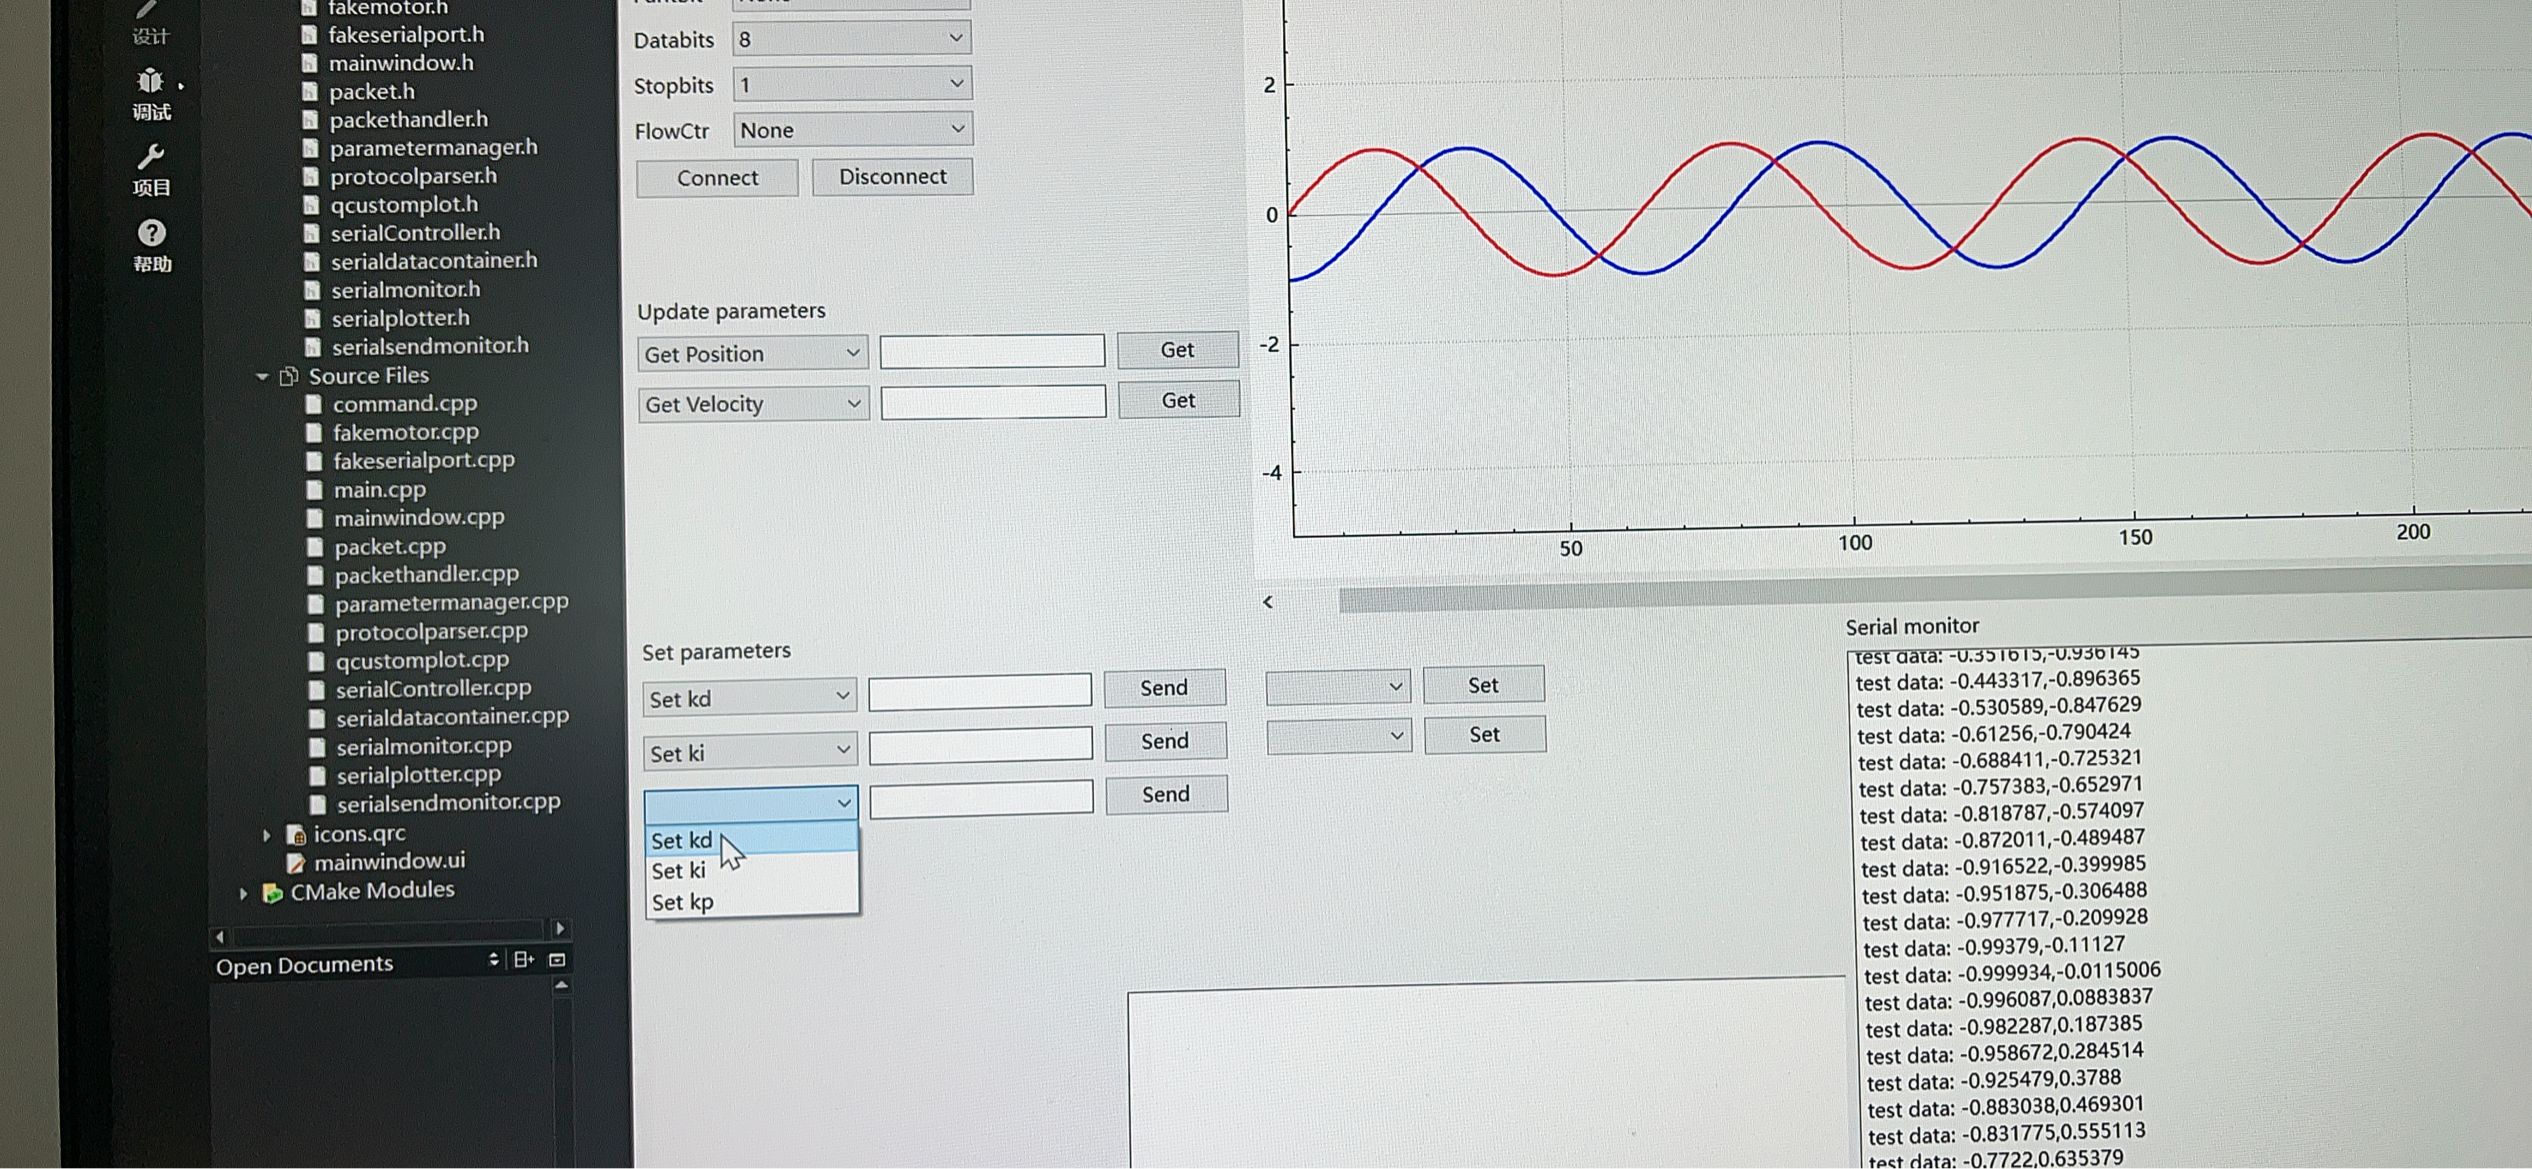 设计
调试
项目
帮助
fakemotor.h
fakeserialport.h
mainwindow.h
packet.h
packethandler.h
parametermanager.h
protocolparser.h
qcustomplot.h
serialController.h
serialdatacontainer.h
serialmonitor.h
serialplotter.h
serialsendmonitor.h
Source Files
command.cpp
fakemotor.cpp
fakeserialport.cpp
main.cpp
mainwindow.cpp
packet.cpp
packethandler.cpp
parametermanager.cpp
protocolparser.cpp
qcustomplot.cpp
serialController.cpp
serialdatacontainer.cpp
serialmonitor.cpp
serialplotter.cpp
serialsendmonitor.cpp
icons.qrc
mainwindow.ui
CMake Modules
Open Documents
Databits 8
Stopbits 1
FlowCtr None
Connect Disconnect
Update parameters
Get Position Get
Get Velocity Get
Set parameters
Set kd Send Set
Set ki Send Set
Send
Set kd
Set ki
Set kp
2
0
-2
-4
50 100 150 200
Serial monitor
test data: -0.351615,-0.936145
test data: -0.443317,-0.896365
test data: -0.530589,-0.847629
test data: -0.61256,-0.790424
test data: -0.688411,-0.725321
test data: -0.757383,-0.652971
test data: -0.818787,-0.574097
test data: -0.872011,-0.489487
test data: -0.916522,-0.399985
test data: -0.951875,-0.306488
test data: -0.977717,-0.209928
test data: -0.99379,-0.11127
test data: -0.999934,-0.0115006
test data: -0.996087,0.0883837
test data: -0.982287,0.187385
test data: -0.958672,0.284514
test data: -0.925479,0.3788
test data: -0.883038,0.469301
test data: -0.831775,0.555113
test data: -0.7722,0.635379